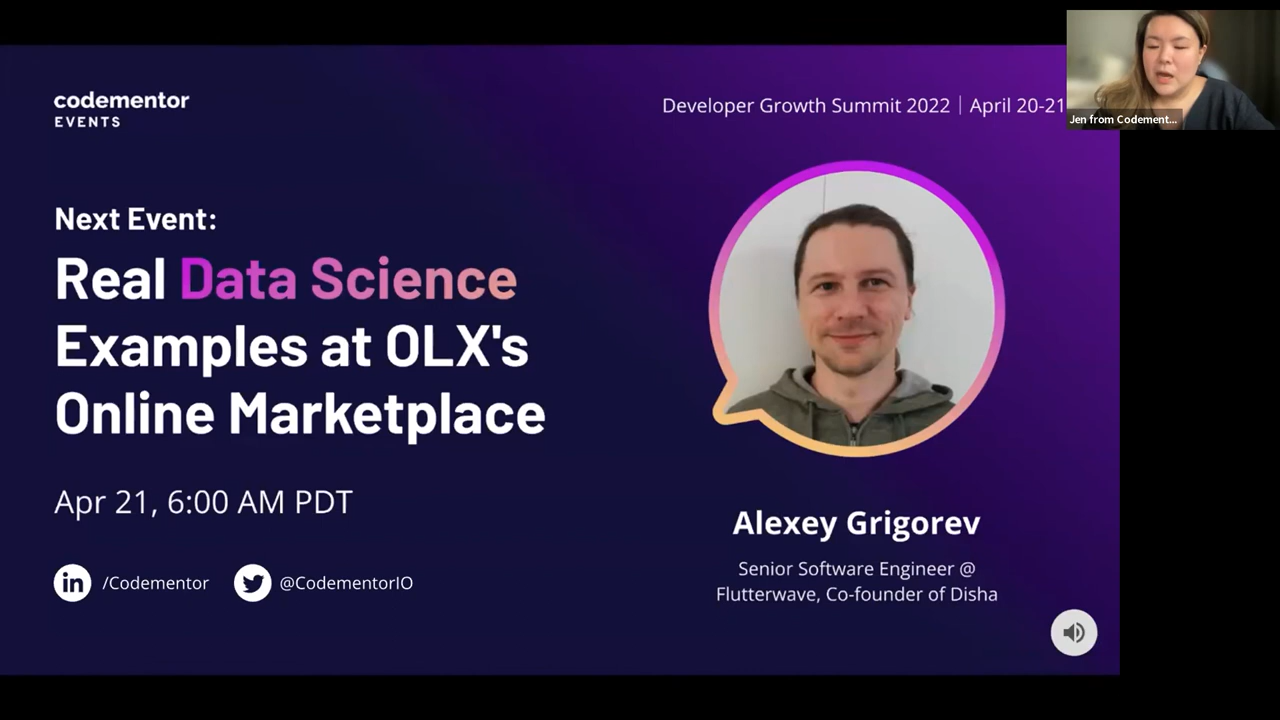 codementor
EVENTS
Developer Growth Summit 2022 | April 20-21
Jen from Codement...
Next Event:
Real Data Science
Examples at OLX's
Online Marketplace
Apr 21, 6:00 AM PDT
in /Codementor @CodementorIO
Alexey Grigorev
Senior Software Engineer @
Flutterwave, Co-founder of Disha